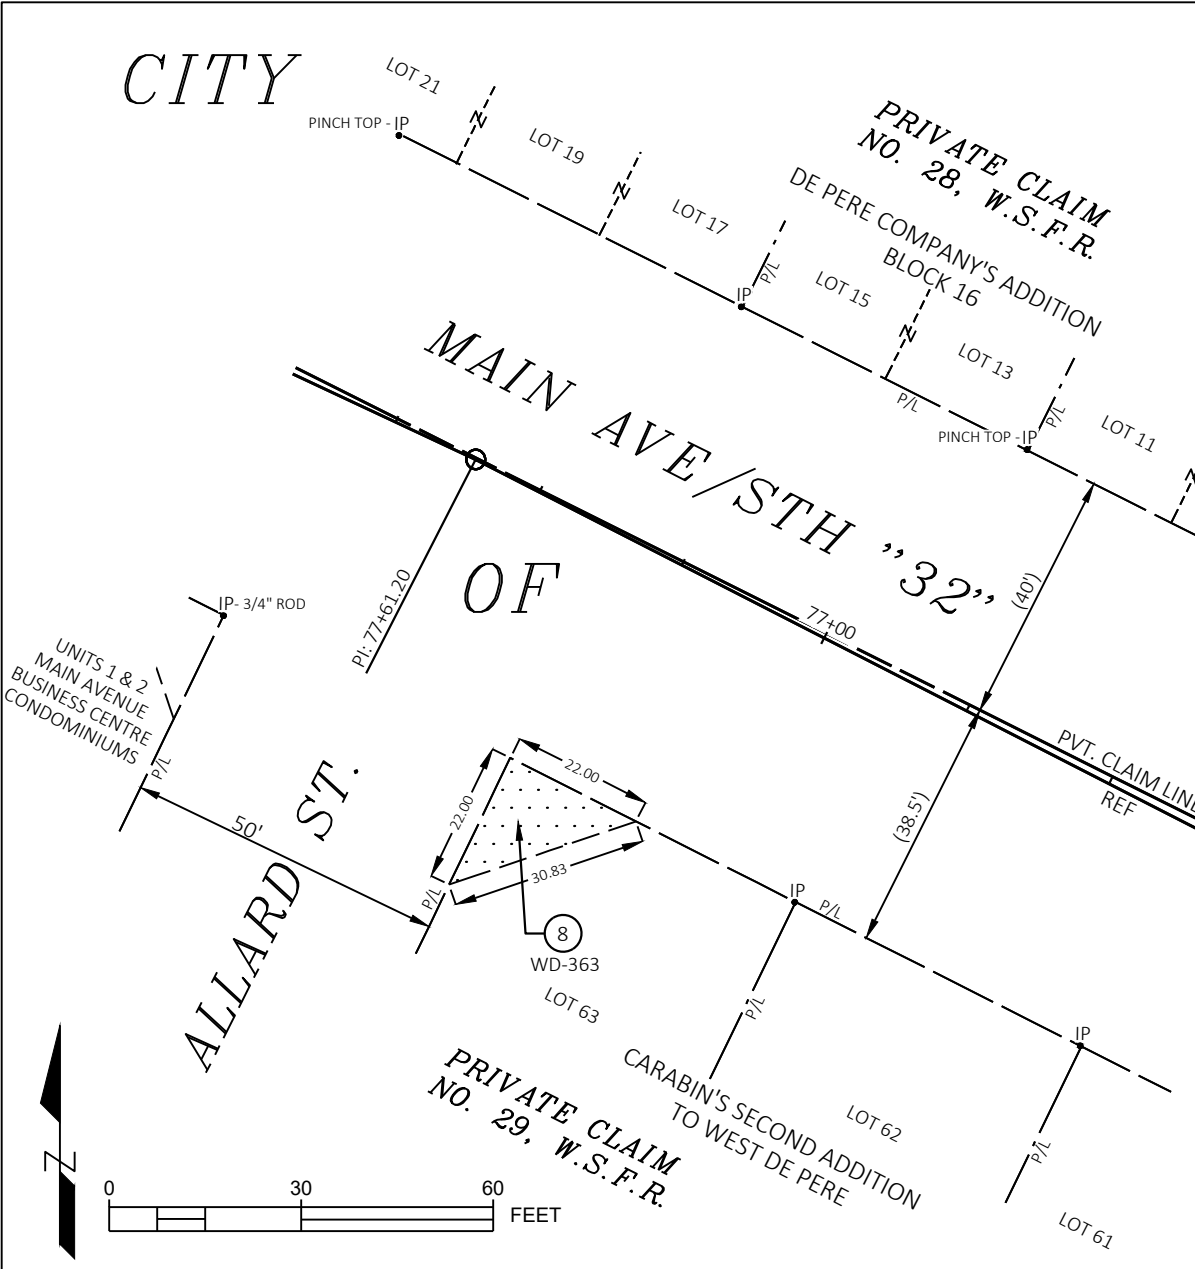 CITY
LOT 21
PINCH TOP - IP
N
LOT 19
N
LOT 17
PRIVATE CLAIM
NO. 28, W.S.F.R.
DE PERE COMPANY'S ADDITION
BLOCK 16
IP
P/L
LOT 15
N
LOT 13
P/L
PINCH TOP -IP
P/L
LOT 11
N
MAIN AVE/STH "32"
(40')
OF
PI: 77+61.20
77+00
IP- 3/4" ROD
UNITS 1 & 2
MAIN AVENUE
BUSINESS CENTRE
CONDOMINIUMS
P/L
PVT. CLAIM LINE
REF
(38.5')
ALLARD ST.
50'
22.00
22.00
30.83
P/L
8
WD-363
IP
P/L
LOT 63
P/L
IP
PRIVATE CLAIM
NO. 29, W.S.F.R.
CARABIN'S SECOND ADDITION
TO WEST DE PERE
LOT 62
P/L
LOT 61
N
0 30 60
FEET